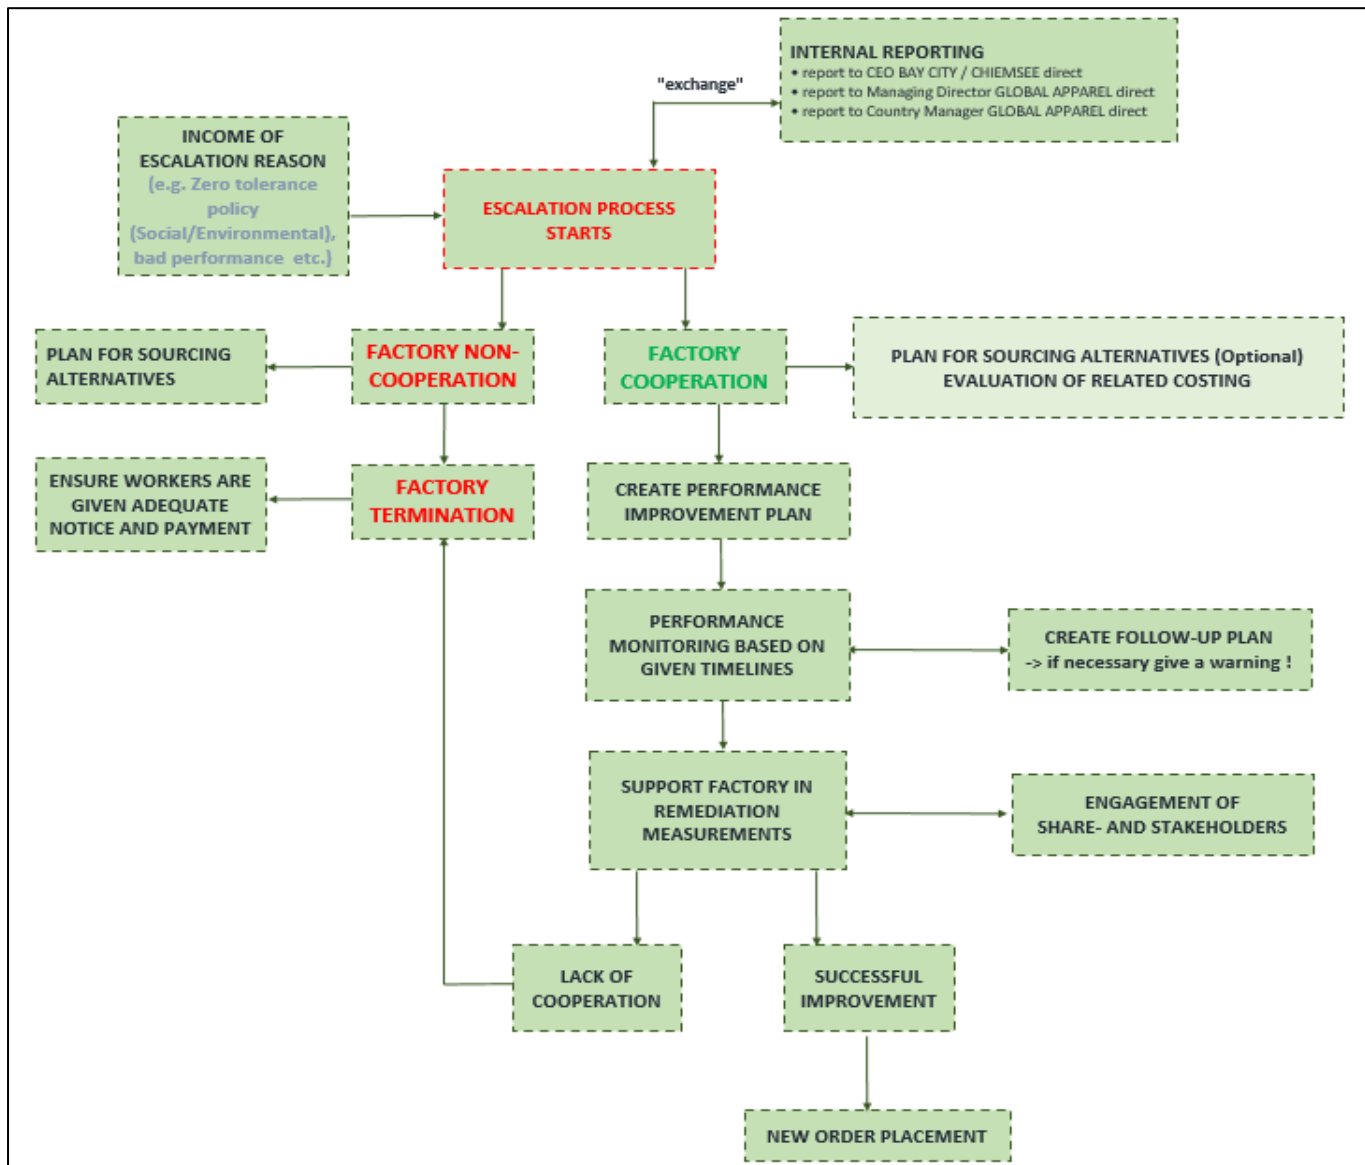 INTERNAL REPORTING
• report to CEO BAY CITY / CHIEMSEE direct
• report to Managing Director GLOBAL APPAREL direct
• report to Country Manager GLOBAL APPAREL direct
"exchange"
INCOME OF
ESCALATION REASON
(e.g. Zero tolerance
policy
(Social/Environmental),
bad performance etc.)
ESCALATION PROCESS
STARTS
PLAN FOR SOURCING
ALTERNATIVES
FACTORY NON-
COOPERATION
FACTORY
COOPERATION
PLAN FOR SOURCING ALTERNATIVES (Optional)
EVALUATION OF RELATED COSTING
ENSURE WORKERS ARE
GIVEN ADEQUATE
NOTICE AND PAYMENT
FACTORY
TERMINATION
CREATE PERFORMANCE
IMPROVEMENT PLAN
PERFORMANCE
MONITORING BASED ON
GIVEN TIMELINES
CREATE FOLLOW-UP PLAN
-> if necessary give a warning !
SUPPORT FACTORY IN
REMEDIATION
MEASUREMENTS
ENGAGEMENT OF
SHARE- AND STAKEHOLDERS
LACK OF
COOPERATION
SUCCESSFUL
IMPROVEMENT
NEW ORDER PLACEMENT